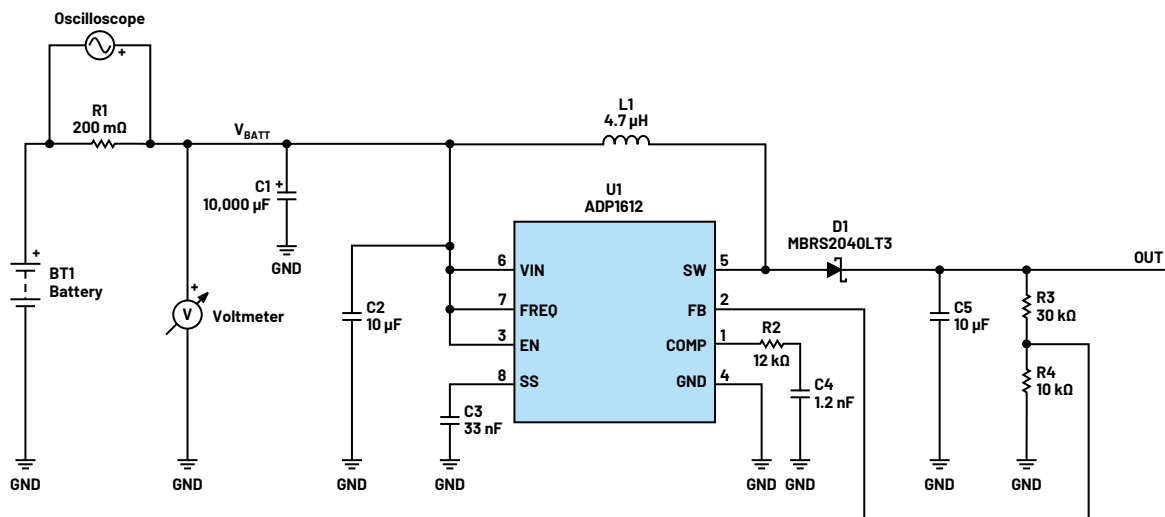 Oscilloscope
+
R1
200 mΩ
VBATT
L1
4.7 µH
C1
10,000 µF
+
GND
U1
ADP1612
D1
MBRS2040LT3
OUT
+
BT1
Battery
+
V
Voltmeter
C2
10 µF
6
VIN
7
FREQ
3
EN
8
SS
SW
5
FB
2
COMP
1
GND
4
R2
12 kΩ
C4
1.2 nF
C3
33 nF
C5
10 µF
R3
30 kΩ
R4
10 kΩ
GND
GND
GND
GND
GND
GND
GND
GND